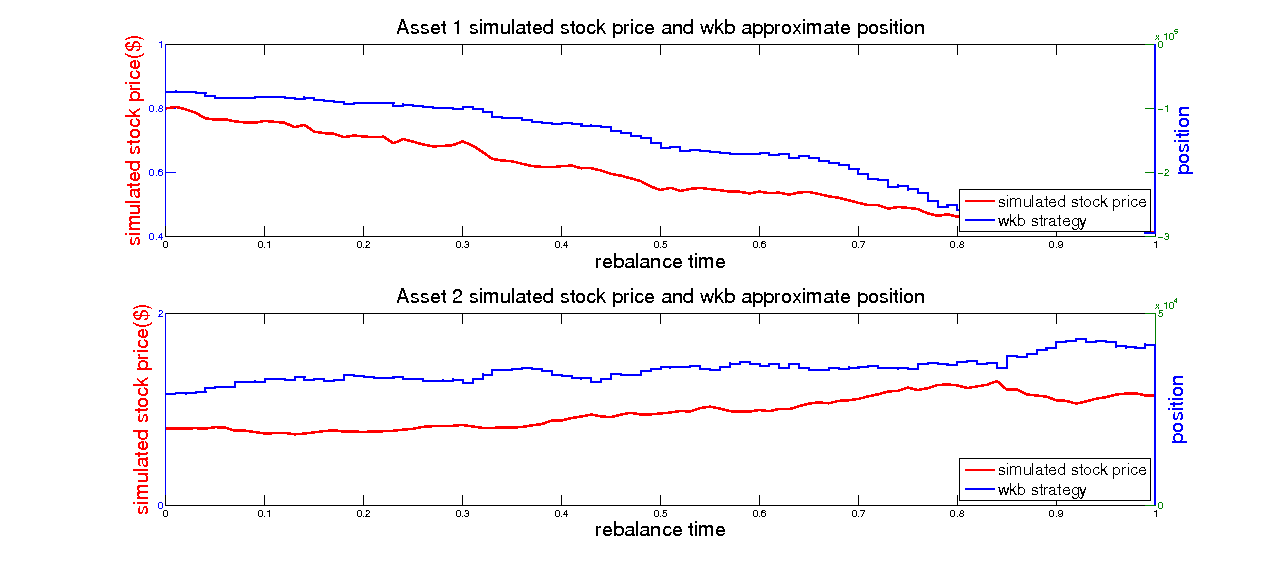 Asset 1 simulated stock price and wkb approximate position
x 10^5
simulated stock price($)
1
0.8
0.6
0.4
0
-1
-2
-3
position
simulated stock price
wkb strategy
0 0.1 0.2 0.3 0.4 0.5 0.6 0.7 0.8 0.9 1
rebalance time
Asset 2 simulated stock price and wkb approximate position
x 10^4
simulated stock price($)
2
0
5
0
position
simulated stock price
wkb strategy
0 0.1 0.2 0.3 0.4 0.5 0.6 0.7 0.8 0.9 1
rebalance time